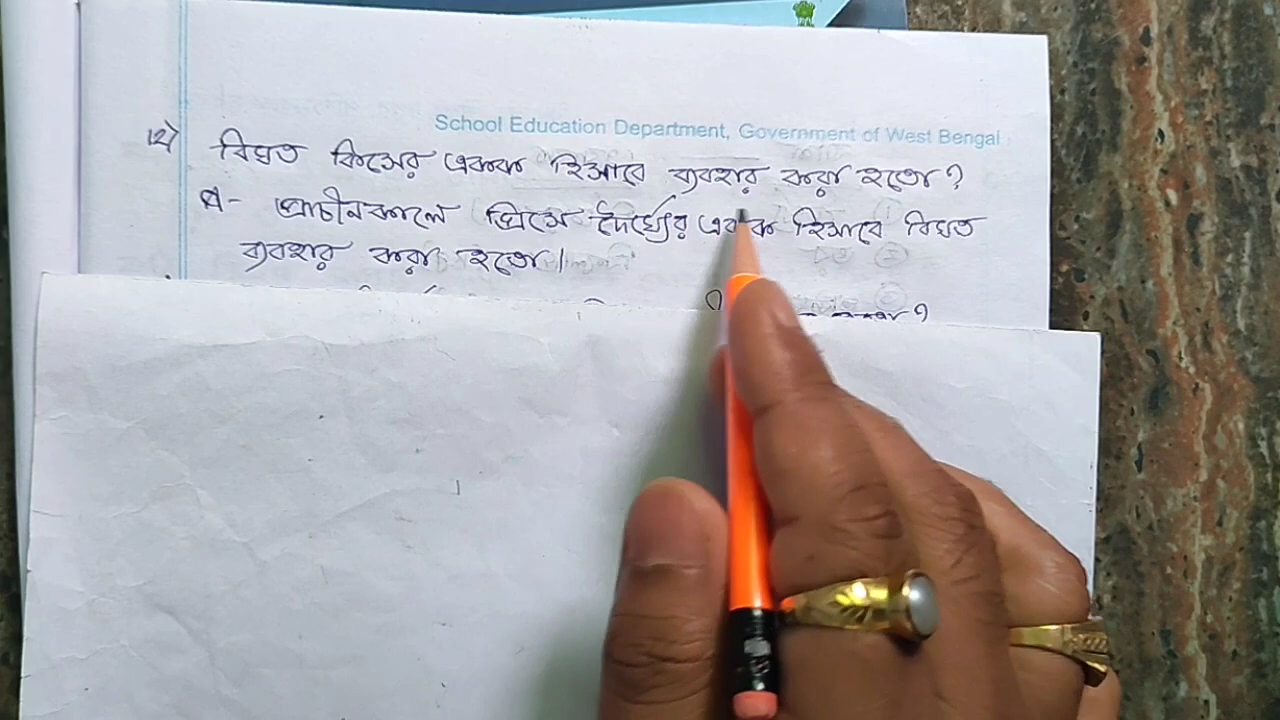 School Education Department, Government of West Bengal
১২) বিঘত কিসের একক হিসাবে ব্যবহার করা হতো?
উ- প্রাচীনকালে গ্রিসে দৈর্ঘ্যের একক হিসাবে বিঘত
ব্যবহার করা হতো।